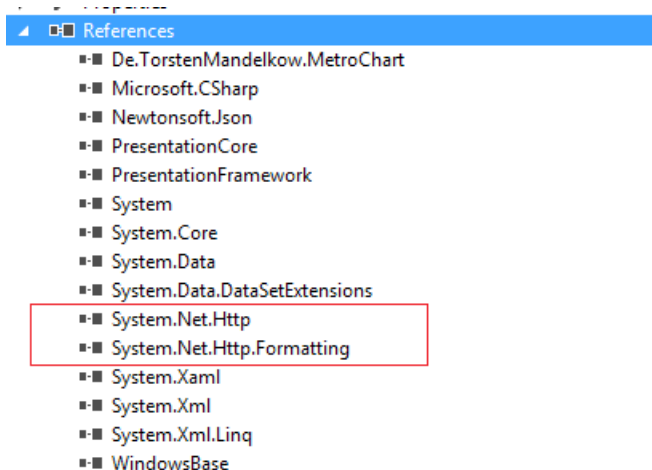 References
De.TorstenMandelkow.MetroChart
Microsoft.CSharp
Newtonsoft.Json
PresentationCore
PresentationFramework
System
System.Core
System.Data
System.Data.DataSetExtensions
System.Net.Http
System.Net.Http.Formatting
System.Xaml
System.Xml
System.Xml.Linq
WindowsBase